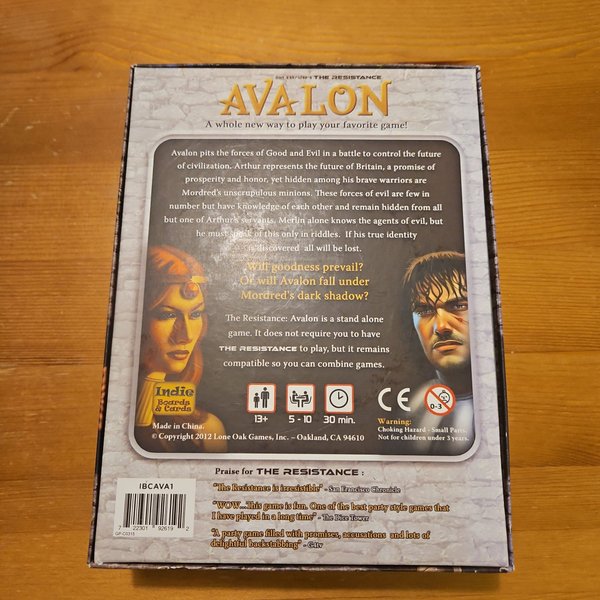 THE RESISTANCE
AVALON
A whole new way to play your favorite game!
Avalon pits the forces of Good and Evil in a battle to control the future
of civilization. Arthur represents the future of Britain, a promise of
prosperity and honor, yet hidden among his brave warriors are
Mordred's unscrupulous minions. These forces of evil are few in
number but have knowledge of each other and remain hidden from all
but one of Arthur's servants. Merlin alone knows the agents of evil, but
he must speak of this only in riddles. If his true identity
is discovered all will be lost.
Will goodness prevail?
Or will Avalon fall under
Mordred's dark shadow?
The Resistance: Avalon is a stand alone
game. It does not require you to have
THE RESISTANCE to play, but it remains
compatible so you can combine games.
Indie
Boards
& Cards
13+ 5 - 10 30 min.
CE 0-3
Warning:
Choking Hazard - Small Parts.
Not for children under 3 years.
Made in China.
© Copyright 2012 Lone Oak Games, Inc. – Oakland, CA 94610
Praise for THE RESISTANCE :
"The Resistance is irresistible" - San Francisco Chronicle
"WOW...This game is fun. One of the best party style games that
I have played in a long time" - The Dice Tower
"A party game filled with promises, accusations and lots of
delightful backstabbing" - G4tv
IBCAVA1
7 22301 92619 2
GP-C0315